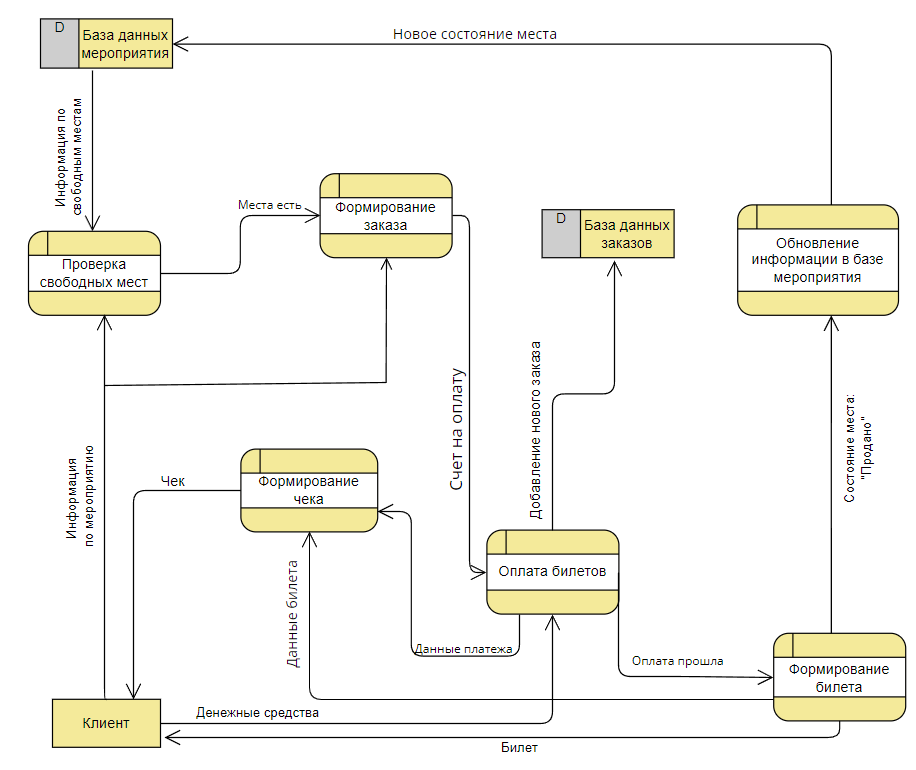 D
База данных
мероприятия
Новое состояние места
Информация по
свободным местам
Места есть
Формирование
заказа
D
База данных
заказов
Обновление
информации в базе
мероприятия
Проверка
свободных мест
Счет на оплату
Добавление нового заказа
Состояние места:
"Продано"
Информация
по мероприятию
Чек
Формирование
чека
Оплата билетов
Данные билета
Данные платежа
Оплата прошла
Формирование
билета
Клиент
Денежные средства
Билет